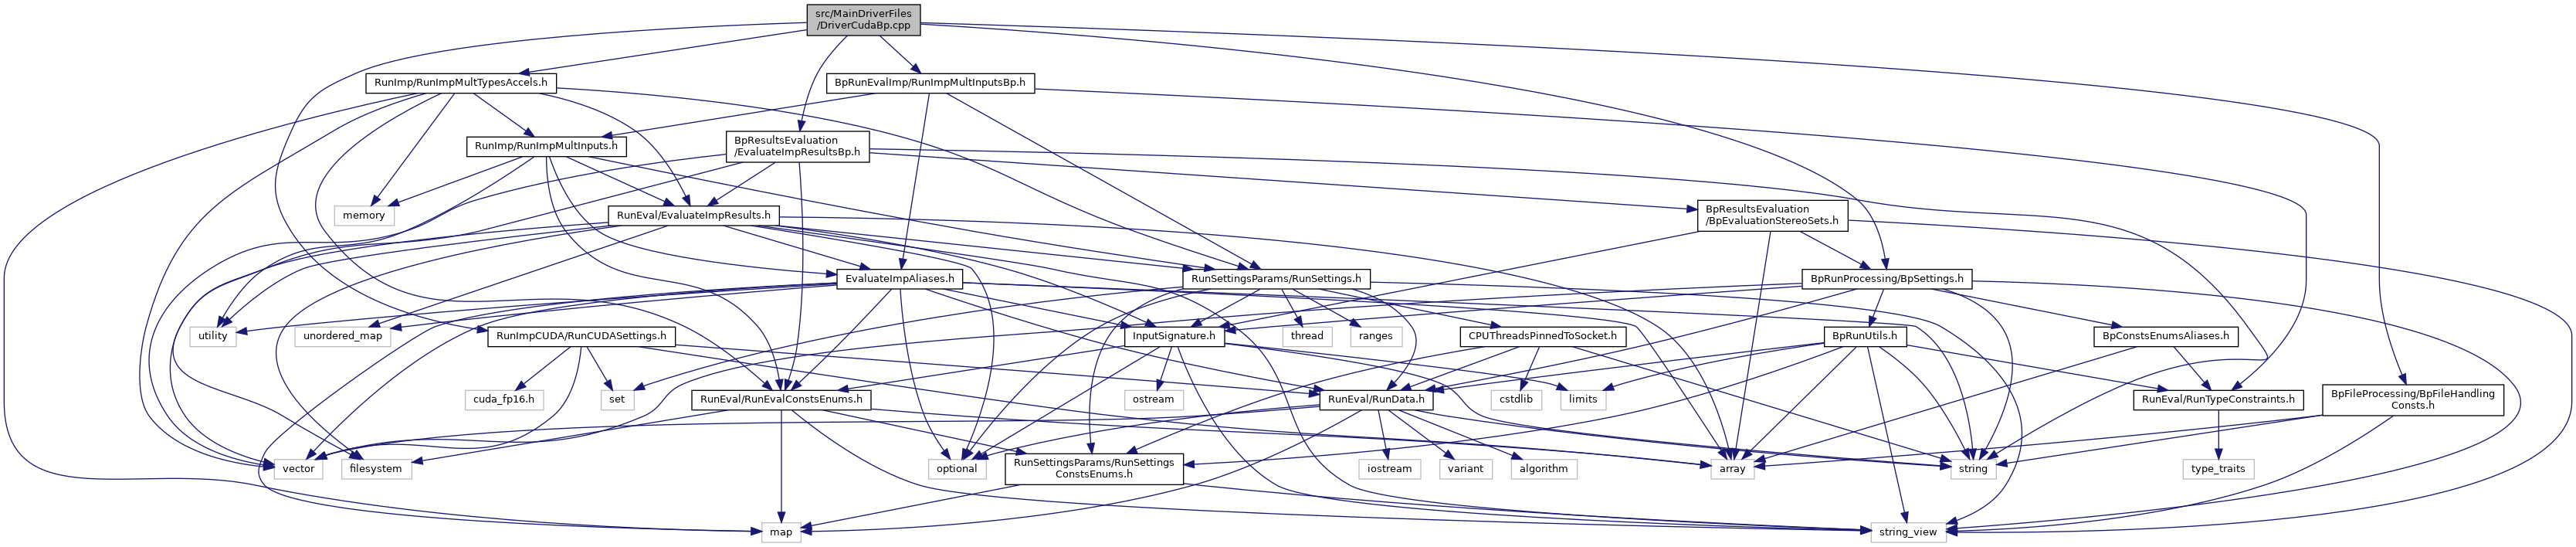 src/MainDriverFiles
/DriverCudaBp.cpp
RunImp/RunImpMultTypesAccels.h
BpRunEvalImp/RunImpMultInputsBp.h
RunImp/RunImpMultInputs.h
BpResultsEvaluation
/EvaluateImpResultsBp.h
memory
RunEval/EvaluateImpResults.h
BpResultsEvaluation
/BpEvaluationStereoSets.h
EvaluateImpAliases.h
RunSettingsParams/RunSettings.h
BpRunProcessing/BpSettings.h
utility
unordered_map
RunImpCUDA/RunCUDASettings.h
InputSignature.h
thread
ranges
CPUThreadsPinnedToSocket.h
BpRunUtils.h
BpConstsEnumsAliases.h
cuda_fp16.h
set
RunEval/RunEvalConstsEnums.h
ostream
RunEval/RunData.h
cstdlib
limits
RunEval/RunTypeConstraints.h
BpFileProcessing/BpFileHandling
Consts.h
vector
filesystem
optional
RunSettingsParams/RunSettings
ConstsEnums.h
iostream
variant
algorithm
array
string
type_traits
map
string_view